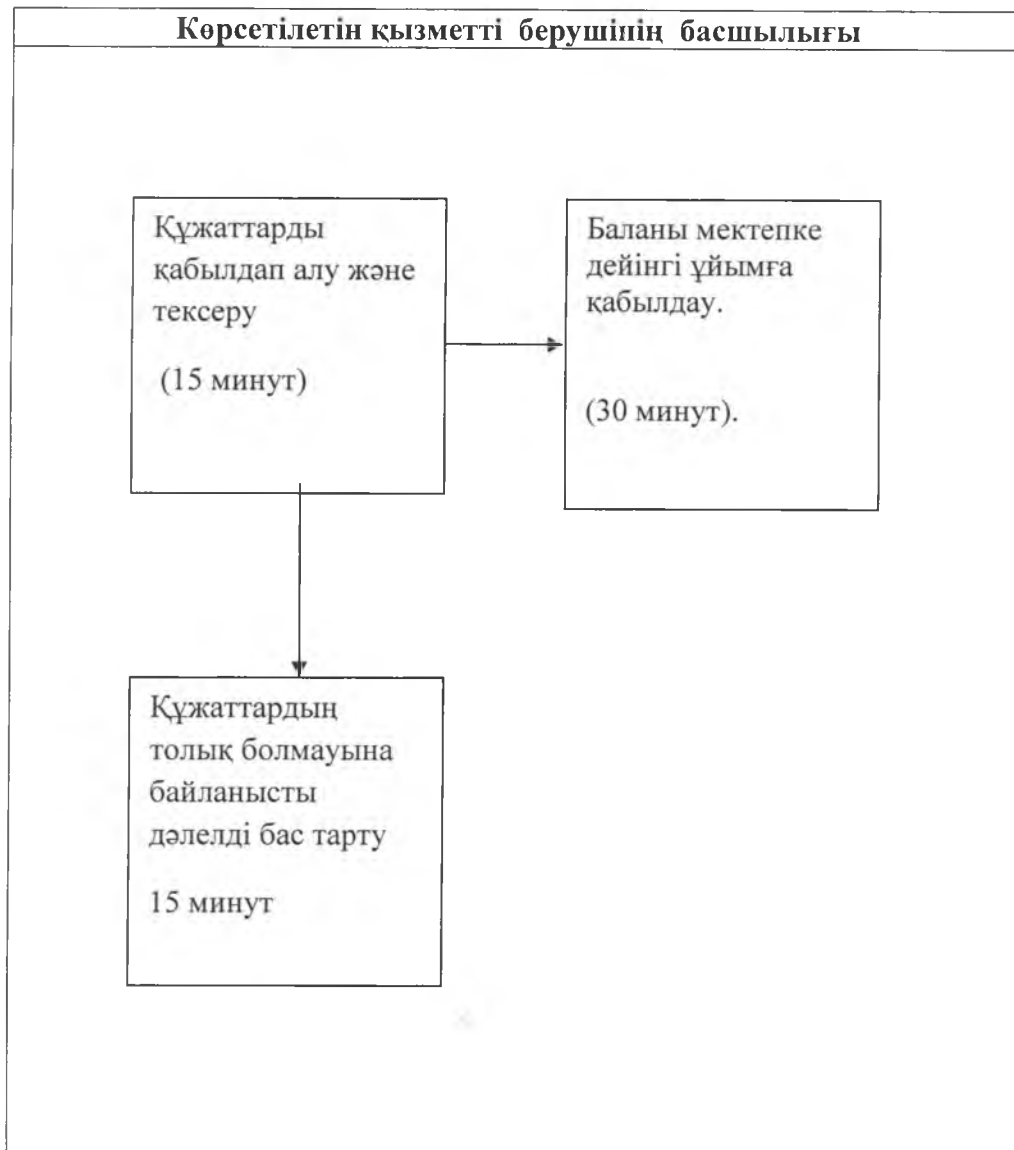 Көрсетілетін қызметті берушінің басшылығы
Құжаттарды
қабылдап алу және
тексеру
(15 минут)
Баланы мектепке
дейінгі ұйымға
қабылдау.
(30 минут).
Құжаттардың
толық болмауына
байланысты
дәлелді бас тарту
15 минут